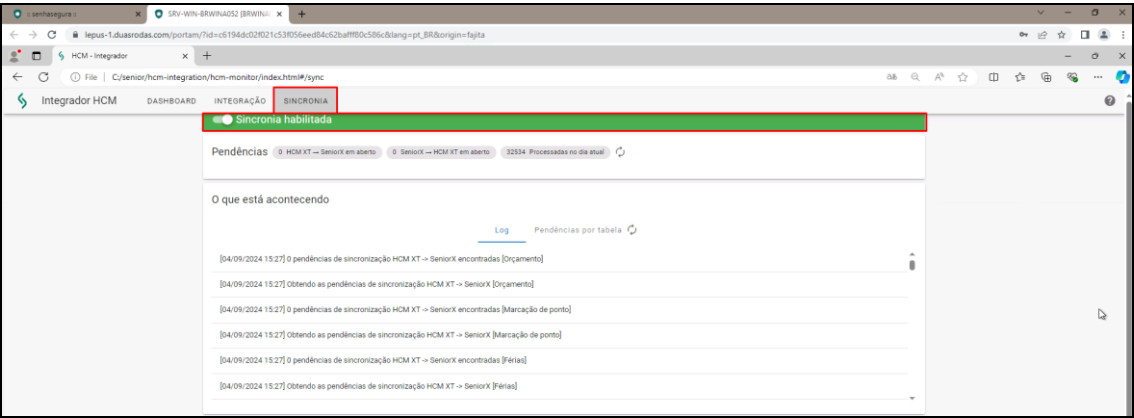 :: senhasegura ::
SRV-WIN-BRWINA052 [BRWINA
lepus-1.duasrodas.com/portam/?id=c6194dc02f021c53f056eed84c62bafff80c586c&lang=pt_BR&origin=fajita
HCM - Integrador
File | C:/senior/hcm-integration/hcm-monitor/index.html#/sync
Integrador HCM DASHBOARD INTEGRAÇÃO SINCRONIA
Sincronia habilitada
Pendências 0 HCM XT → SeniorX em aberto 0 SeniorX → HCM XT em aberto 32534 Processadas no dia atual
O que está acontecendo
Log Pendências por tabela
[04/09/2024 15:27] 0 pendências de sincronização HCM XT -> SeniorX encontradas [Orçamento]
[04/09/2024 15:27] Obtendo as pendências de sincronização HCM XT -> SeniorX [Orçamento]
[04/09/2024 15:27] 0 pendências de sincronização HCM XT -> SeniorX encontradas [Marcação de ponto]
[04/09/2024 15:27] Obtendo as pendências de sincronização HCM XT -> SeniorX [Marcação de ponto]
[04/09/2024 15:27] 0 pendências de sincronização HCM XT -> SeniorX encontradas [Férias]
[04/09/2024 15:27] Obtendo as pendências de sincronização HCM XT -> SeniorX [Férias]